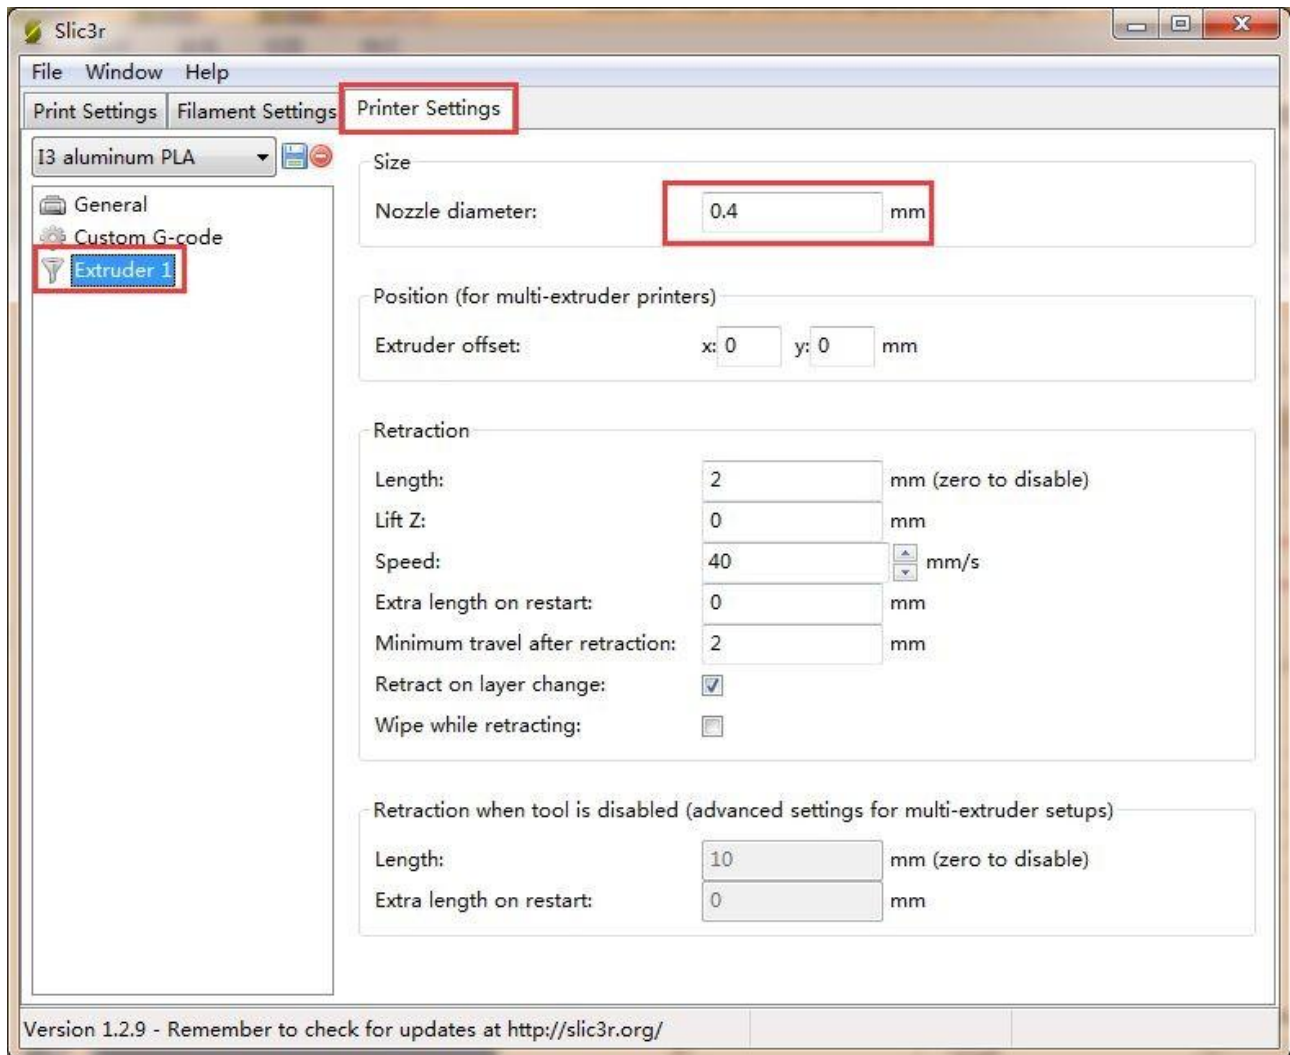 Slic3r
File Window Help
Print Settings Filament Settings Printer Settings
I3 aluminum PLA
General
Custom G-code
Extruder 1
Size
Nozzle diameter: 0.4 mm
Position (for multi-extruder printers)
Extruder offset: x: 0 y: 0 mm
Retraction
Length: 2 mm (zero to disable)
Lift Z: 0 mm
Speed: 40 mm/s
Extra length on restart: 0 mm
Minimum travel after retraction: 2 mm
Retract on layer change:
Wipe while retracting:
Retraction when tool is disabled (advanced settings for multi-extruder setups)
Length: 10 mm (zero to disable)
Extra length on restart: 0 mm
Version 1.2.9 - Remember to check for updates at http://slic3r.org/